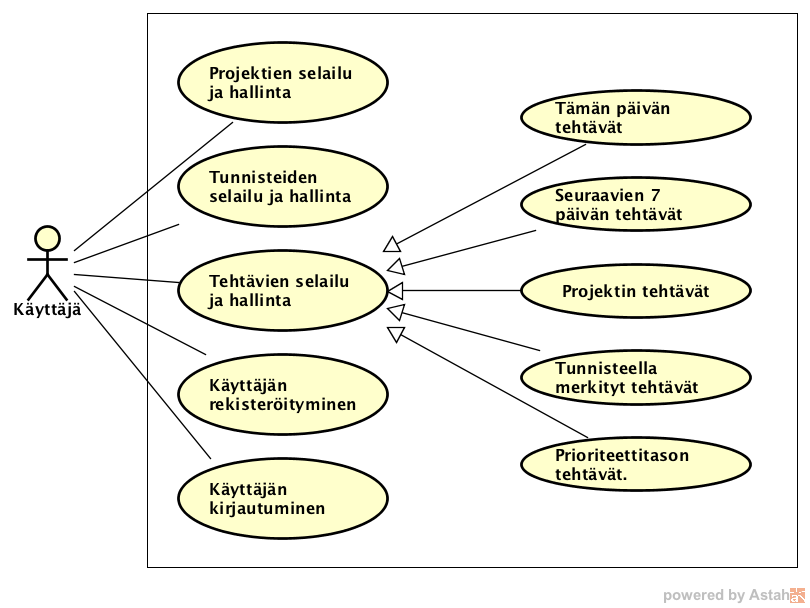 Projektien selailu
ja hallinta
Tunnisteiden
selailu ja hallinta
Tehtävien selailu
ja hallinta
Käyttäjän
rekisteröityminen
Käyttäjän
kirjautuminen
Käyttäjä
Tämän päivän
tehtävät
Seuraavien 7
päivän tehtävät
Projektin tehtävät
Tunnisteella
merkityt tehtävät
Prioriteettitason
tehtävät.
powered by Astah